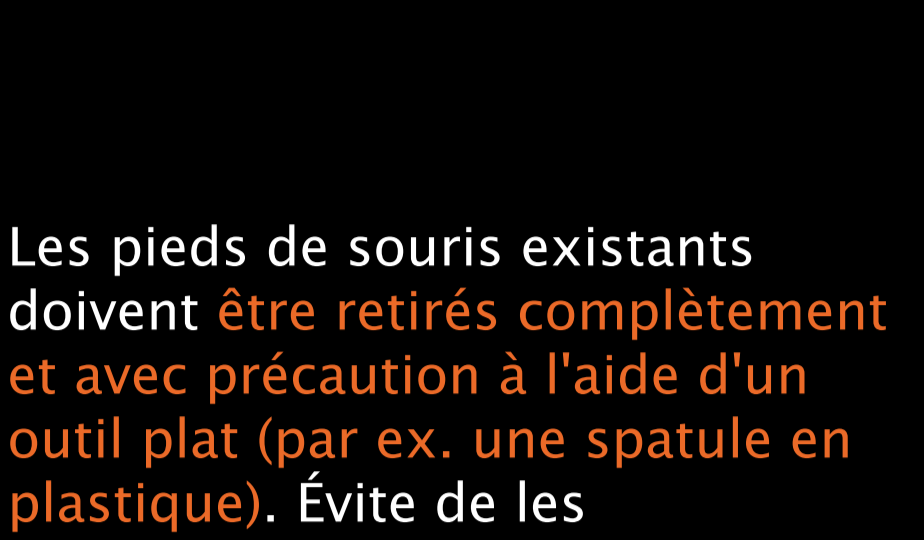 Les pieds de souris existants
doivent être retirés complètement
et avec précaution à l'aide d'un
outil plat (par ex. une spatule en
plastique). Évite de les